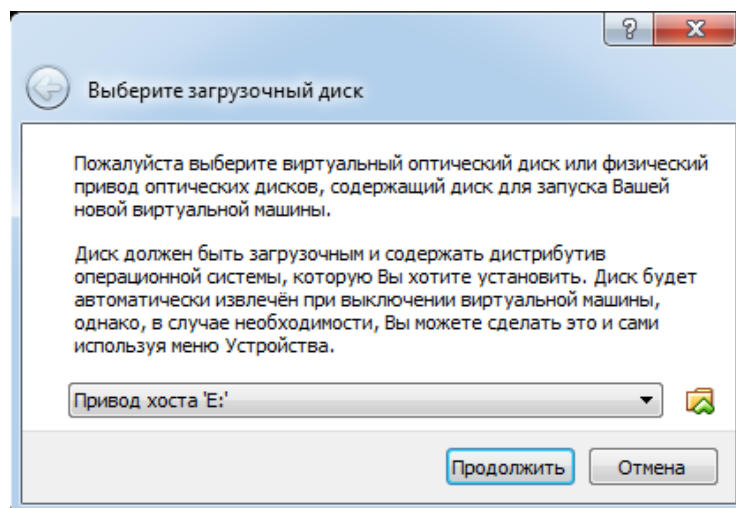 Выберите загрузочный диск
Пожалуйста выберите виртуальный оптический диск или физический
привод оптических дисков, содержащий диск для запуска Вашей
новой виртуальной машины.
Диск должен быть загрузочным и содержать дистрибутив
операционной системы, которую Вы хотите установить. Диск будет
автоматически извлечён при выключении виртуальной машины,
однако, в случае необходимости, Вы можете сделать это и сами
используя меню Устройства.
Привод хоста 'E:'
Продолжить Отмена